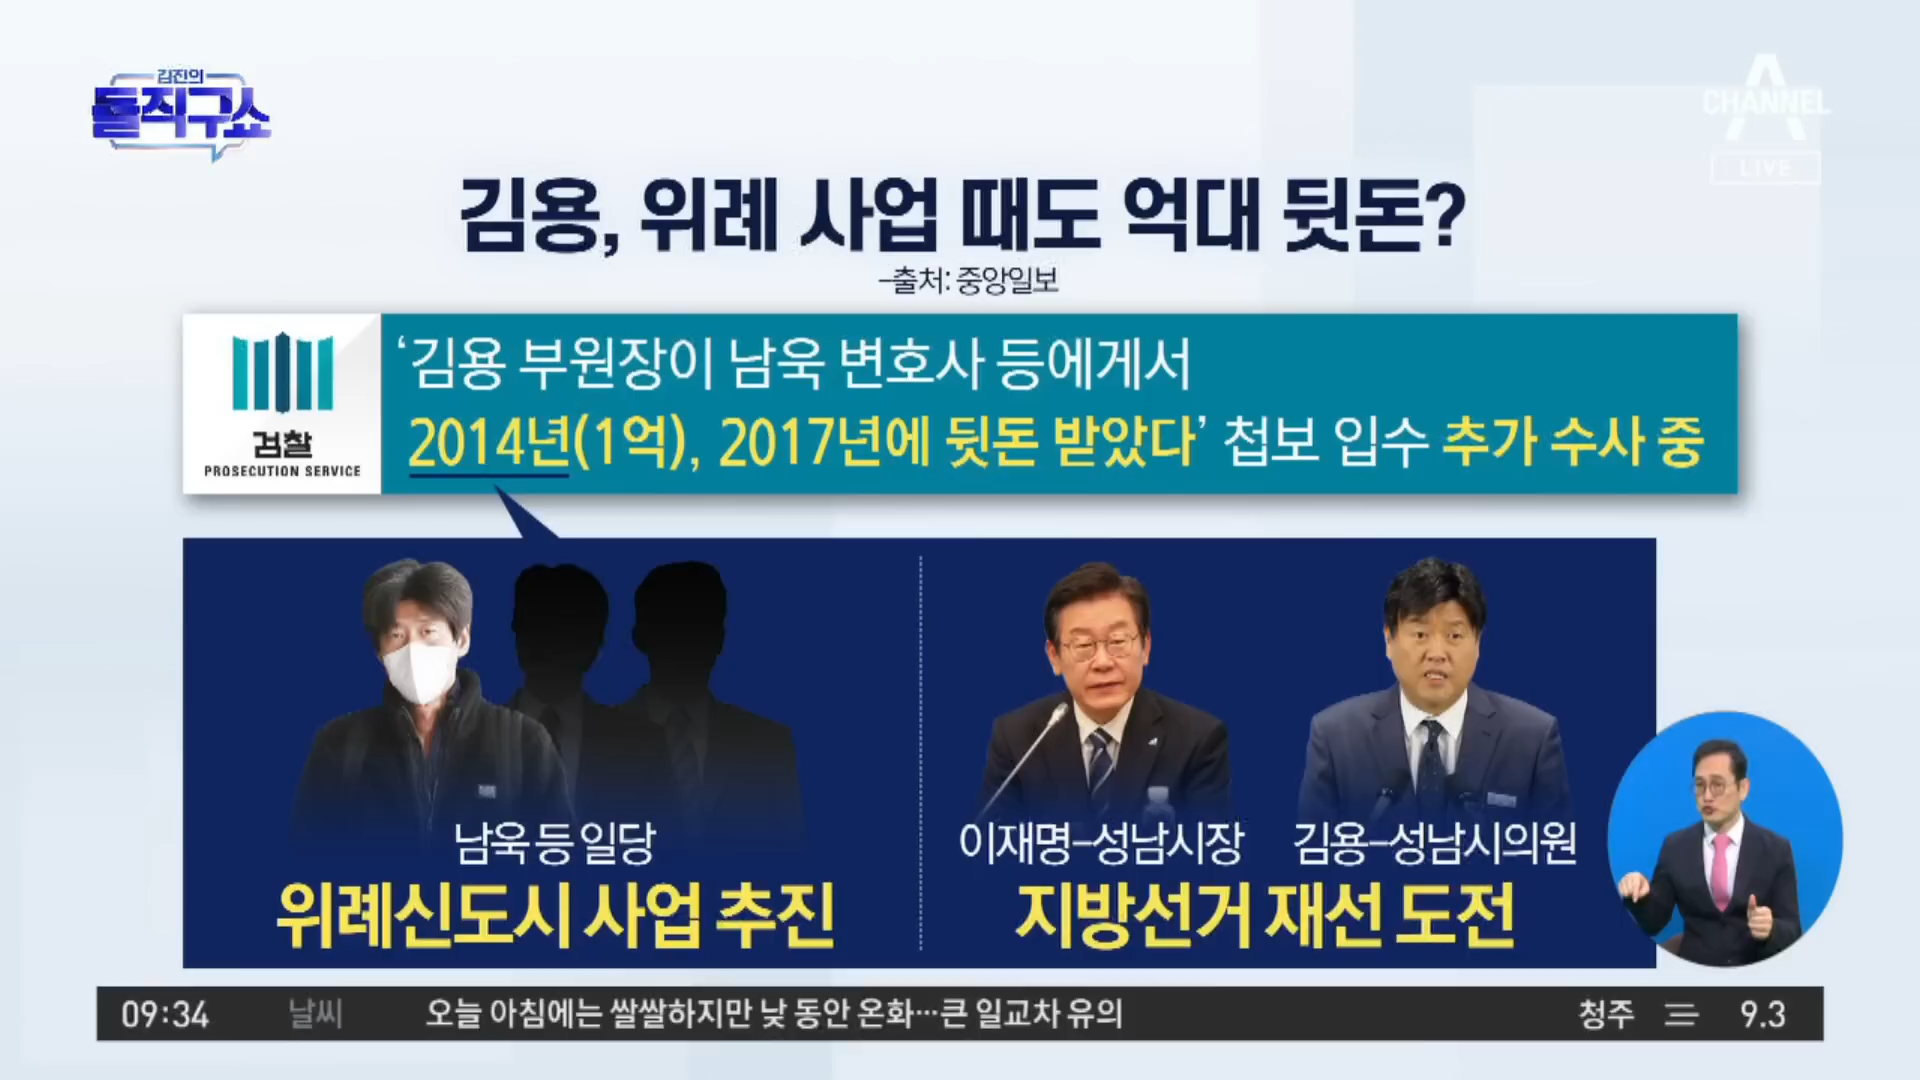 김진의
돌직구쇼
CHANNEL A
LIVE
김용, 위례 사업 때도 억대 뒷돈?
-출처: 중앙일보
검찰
PROSECUTION SERVICE
‘김용 부원장이 남욱 변호사 등에게서
2014년(1억), 2017년에 뒷돈 받았다’ 첩보 입수 추가 수사 중
남욱 등 일당
위례신도시 사업 추진
이재명-성남시장 김용-성남시의원
지방선거 재선 도전
09:34 날씨 오늘 아침에는 쌀쌀하지만 낮 동안 온화…큰 일교차 유의 청주 9.3